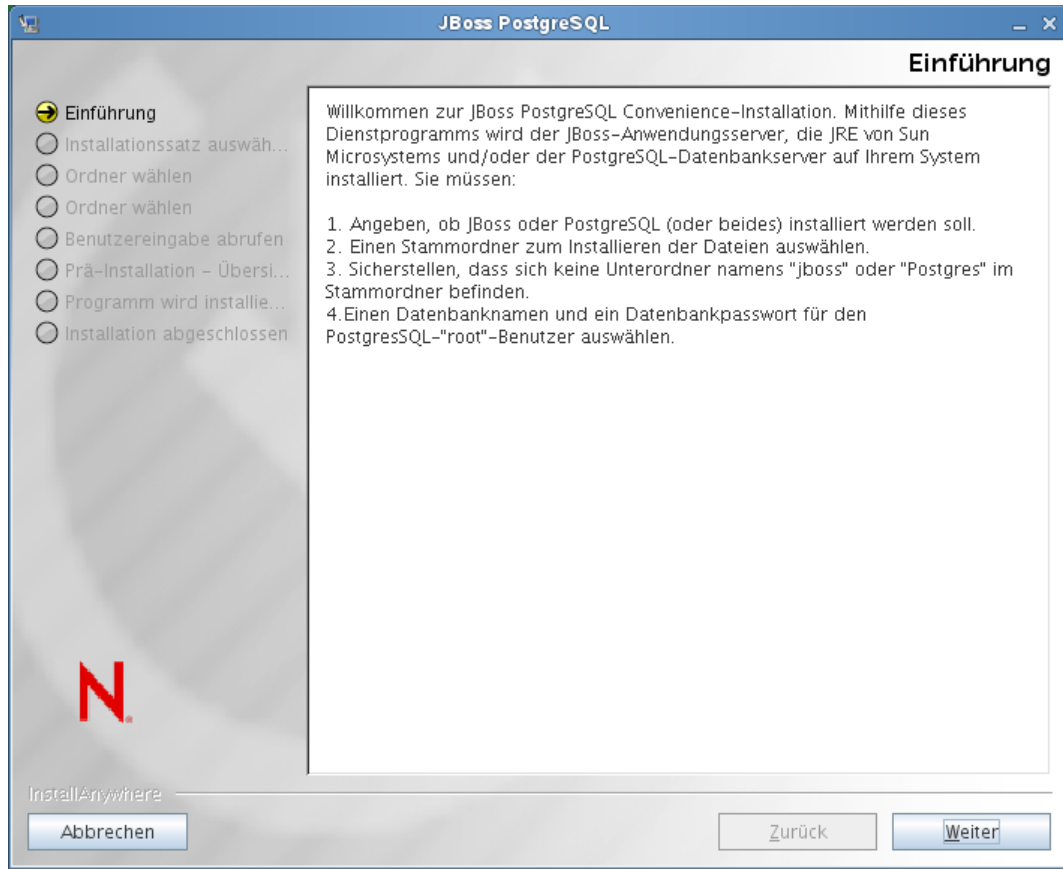 JBoss PostgreSQL
Einführung
Einführung
Installationssatz auswäh...
Ordner wählen
Ordner wählen
Benutzereingabe abrufen
Prä-Installation – Übersi...
Programm wird installie...
Installation abgeschlossen
Willkommen zur JBoss PostgreSQL Convenience-Installation. Mithilfe dieses
Dienstprogramms wird der JBoss-Anwendungsserver, die JRE von Sun
Microsystems und/oder der PostgreSQL-Datenbankserver auf Ihrem System
installiert. Sie müssen:
1. Angeben, ob JBoss oder PostgreSQL (oder beides) installiert werden soll.
2. Einen Stammordner zum Installieren der Dateien auswählen.
3. Sicherstellen, dass sich keine Unterordner namens "jboss" oder "Postgres" im
Stammordner befinden.
4.Einen Datenbanknamen und ein Datenbankpasswort für den
PostgresSQL-"root"-Benutzer auswählen.
N.
InstallAnywhere
Abbrechen
Zurück
Weiter